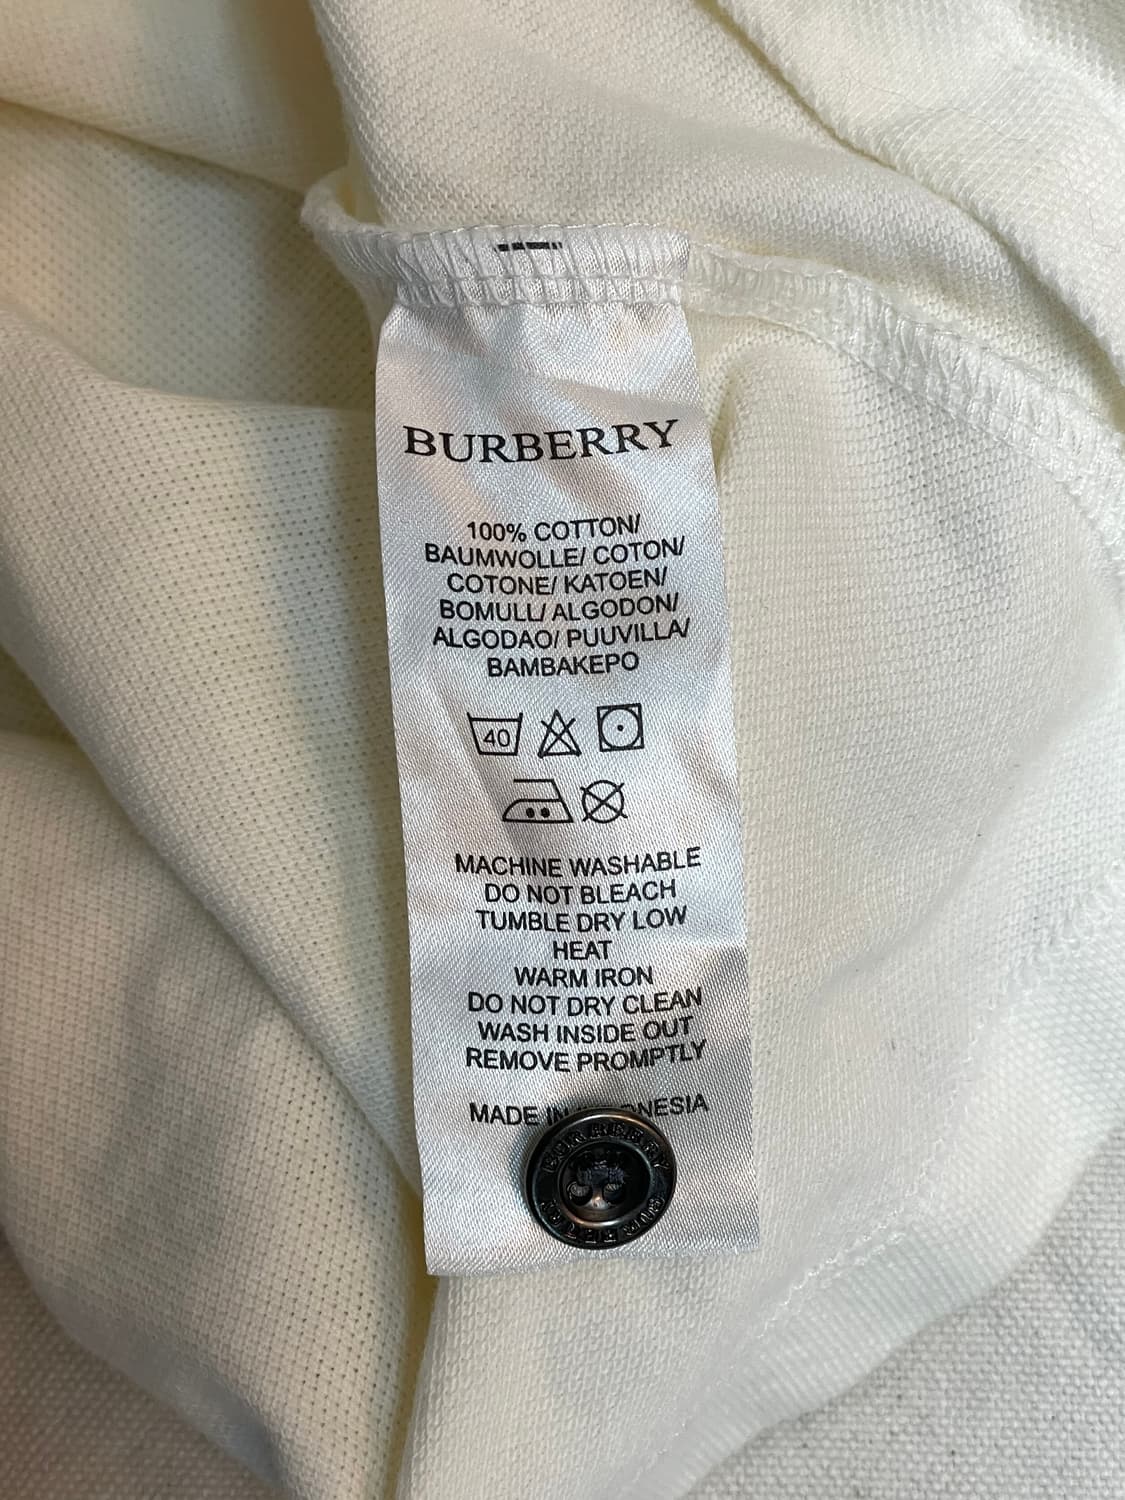 BURBERRY
100% COTTON/
BAUMWOLLE/ COTON/
COTONE/ KATOEN/
BOMULL/ ALGODON/
ALGODAO/ PUUVILLA/
BAMBAKEPO
40
MACHINE WASHABLE
DO NOT BLEACH
TUMBLE DRY LOW
HEAT
WARM IRON
DO NOT DRY CLEAN
WASH INSIDE OUT
REMOVE PROMPTLY
MADE IN
BURBERRY
BURBERRY